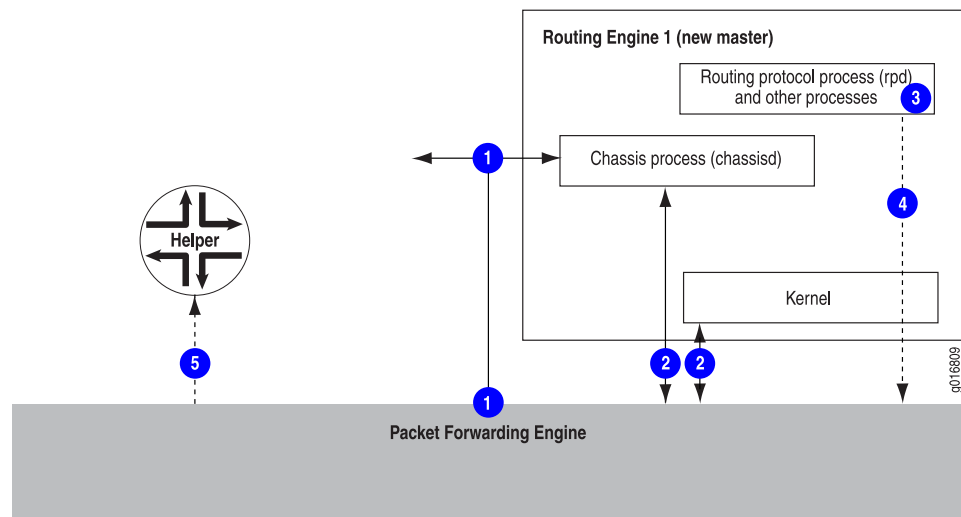 Routing Engine 1 (new master)
Routing protocol process (rpd)
and other processes
3
1
Chassis process (chassisd)
4
Helper
Kernel
5
2
2
g016809
1
Packet Forwarding Engine